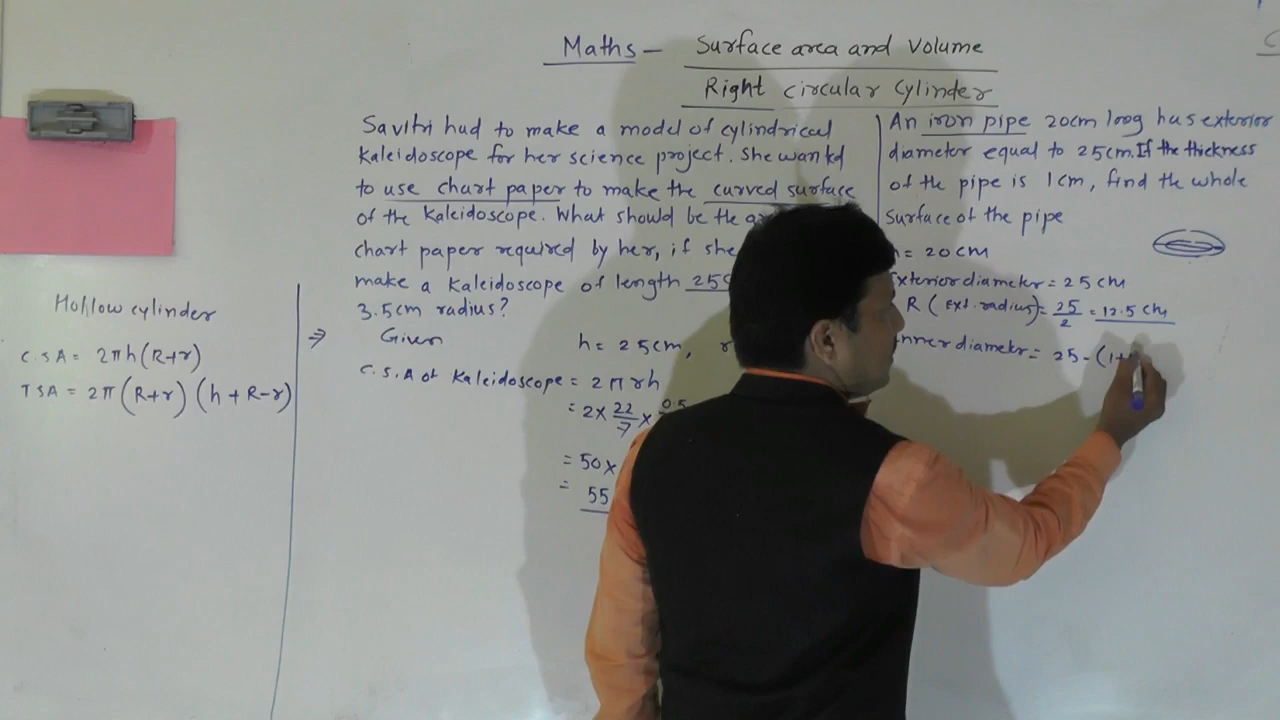 Maths - Surface area and Volume
Right circular Cylinder
Savitri had to make a model of cylindrical
Kaleidoscope for her science project. She wanted
to use chart paper to make the curved surface
of the Kaleidoscope. What should be the
chart paper required by her, if she
make a Kaleidoscope of length 25
3.5cm radius?
⇒ Given
h = 25cm, r
C.S.A of Kaleidoscope = 2πrh
= 2 × 22/7 ×
= 50 ×
= 55
An iron pipe 20cm loog has exterior
diameter equal to 25cm. If the thickness
of the pipe is 1cm, find the whole
surface of the pipe
= 20cm
Exterior diameter = 25cm
R (Ext. radius) = 25/2 = 12.5 cm
Inner diameter = 25 - (1+
Hohlow cylinder
C.S.A = 2πh(R+r)
TSA = 2π(R+r) (h+R-r)